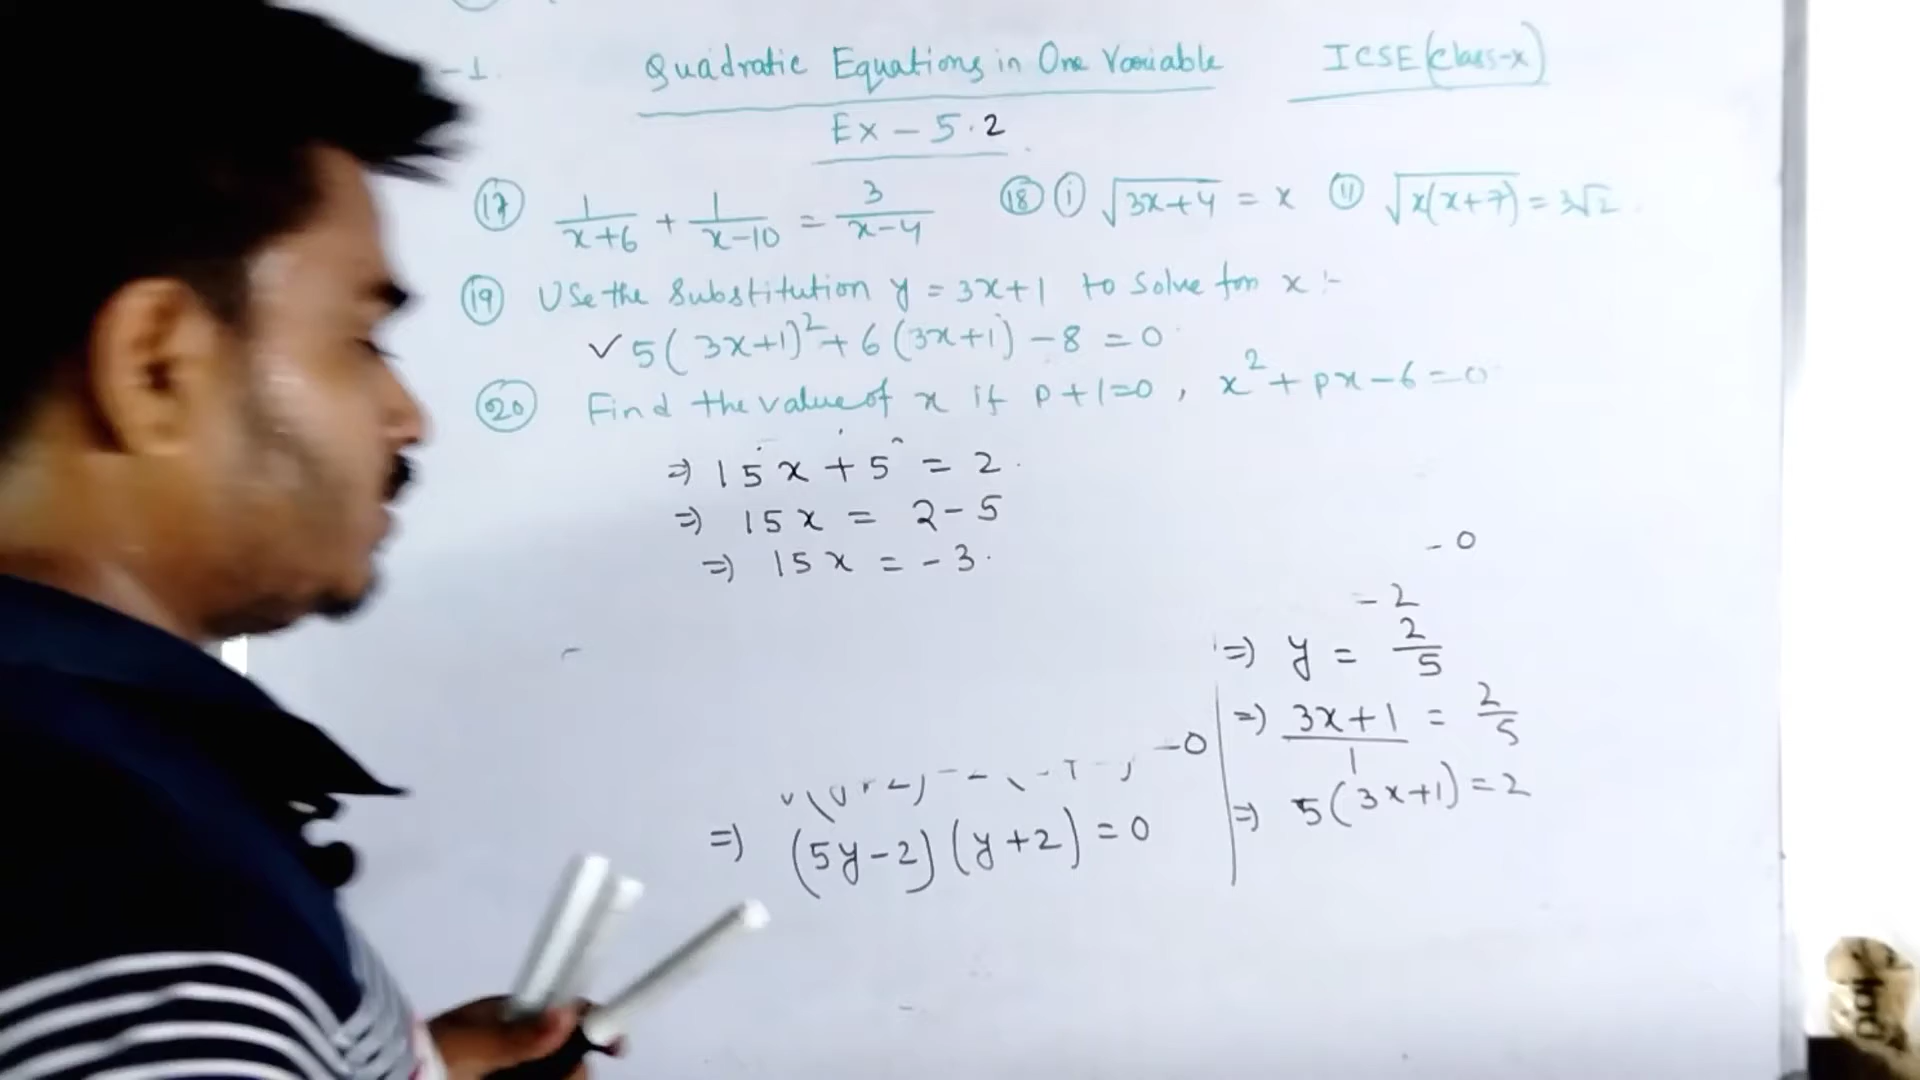 -1. Quadratic Equations in One Variable ICSE (Class-x)
Ex - 5.2
(17) 1/(x+6) + 1/(x-10) = 3/(x-4) (18) (i) √(3x+4) = x (ii) √(x(x+7)) = 3√2.
(19) Use the substitution y = 3x+1 to solve for x :-
✓ 5(3x+1)² + 6(3x+1) - 8 = 0
(20) Find the value of x if p+1=0, x² + px - 6 = 0
⇒ 15x + 5 = 2.
⇒ 15x = 2 - 5
⇒ 15x = -3.
- 0
- 2
⇒ y = 2/5
⇒ (3x+1)/1 = 2/5
⇒ 5(3x+1) = 2
-0
⇒ (5y-2)(y+2) = 0